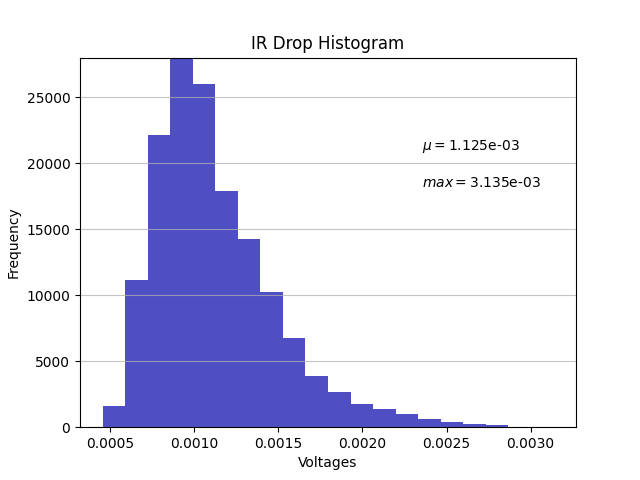 IR Drop Histogram
25000
20000
15000
10000
5000
0
Frequency
μ = 1.125e-03
max = 3.135e-03
0.0005 0.0010 0.0015 0.0020 0.0025 0.0030
Voltages